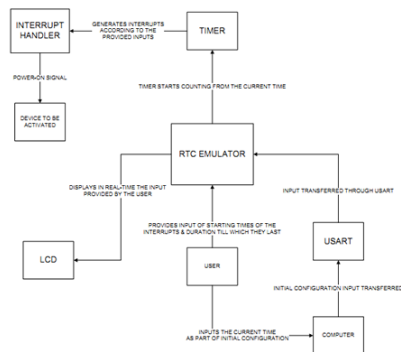 INTERRUPT
HANDLER
GENERATES INTERRUPTS
ACCORDING TO THE
PROVIDED INPUTS
TIMER
POWER-ON SIGNAL
DEVICE TO BE
ACTIVATED
TIMER STARTS COUNTING FROM THE CURRENT TIME
RTC EMULATOR
DISPLAYS IN REAL-TIME THE INPUT
PROVIDED BY THE USER
INPUT TRANSFERRED THROUGH USART
PROVIDES INPUT OF STARTING TIMES OF THE
INTERRUPTS & DURATION TILL WHICH THEY LAST
LCD
USART
USER
INITIAL CONFIGURATION INPUT TRANSFERRED
INPUTS THE CURRENT TIME
AS PART OF INITIAL CONFIGURATION
COMPUTER